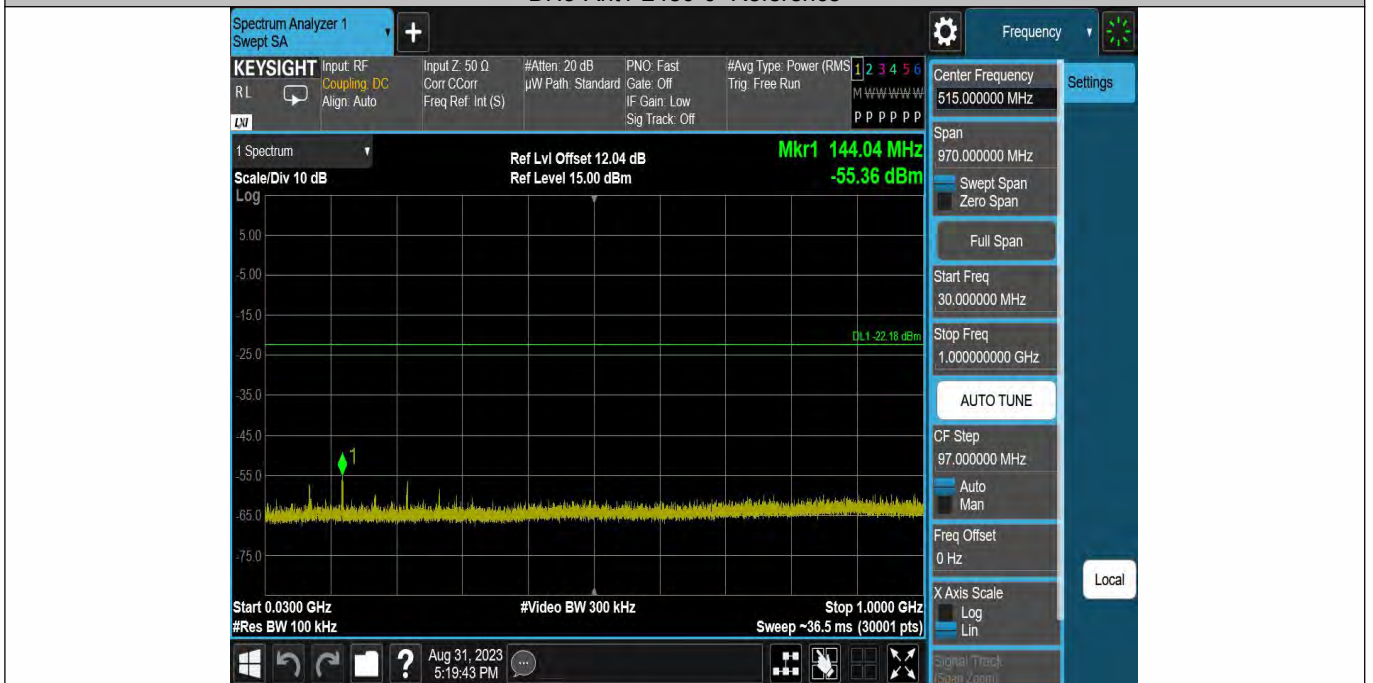 Spectrum Analyzer 1
Swept SA
+
Frequency
KEYSIGHT
RL
LXI
Input: RF
Coupling: DC
Align: Auto
Input Z: 50 Ω
Corr CCorr
Freq Ref: Int (S)
#Atten: 20 dB
µW Path: Standard
PNO: Fast
Gate: Off
IF Gain: Low
Sig Track: Off
#Avg Type: Power (RMS
Trig: Free Run
1 2 3 4 5 6
M W W W W W
P P P P P P
Center Frequency
515.000000 MHz
Settings
1 Spectrum
Scale/Div 10 dB
Ref Lvl Offset 12.04 dB
Ref Level 15.00 dBm
Mkr1 144.04 MHz
-55.36 dBm
Span
970.000000 MHz
Swept Span
Zero Span
Full Span
Start Freq
30.000000 MHz
Stop Freq
1.000000000 GHz
AUTO TUNE
CF Step
97.000000 MHz
Auto
Man
Freq Offset
0 Hz
X Axis Scale
Log
Lin
Signal Track
(Span Zoom)
Local
Log
5.00
-5.00
-15.0
DL1 -22.18 dBm
-25.0
-35.0
-45.0
1
-55.0
-65.0
-75.0
Start 0.0300 GHz
#Video BW 300 kHz
Stop 1.0000 GHz
#Res BW 100 kHz
Sweep ~36.5 ms (30001 pts)
?
Aug 31, 2023
5:19:43 PM